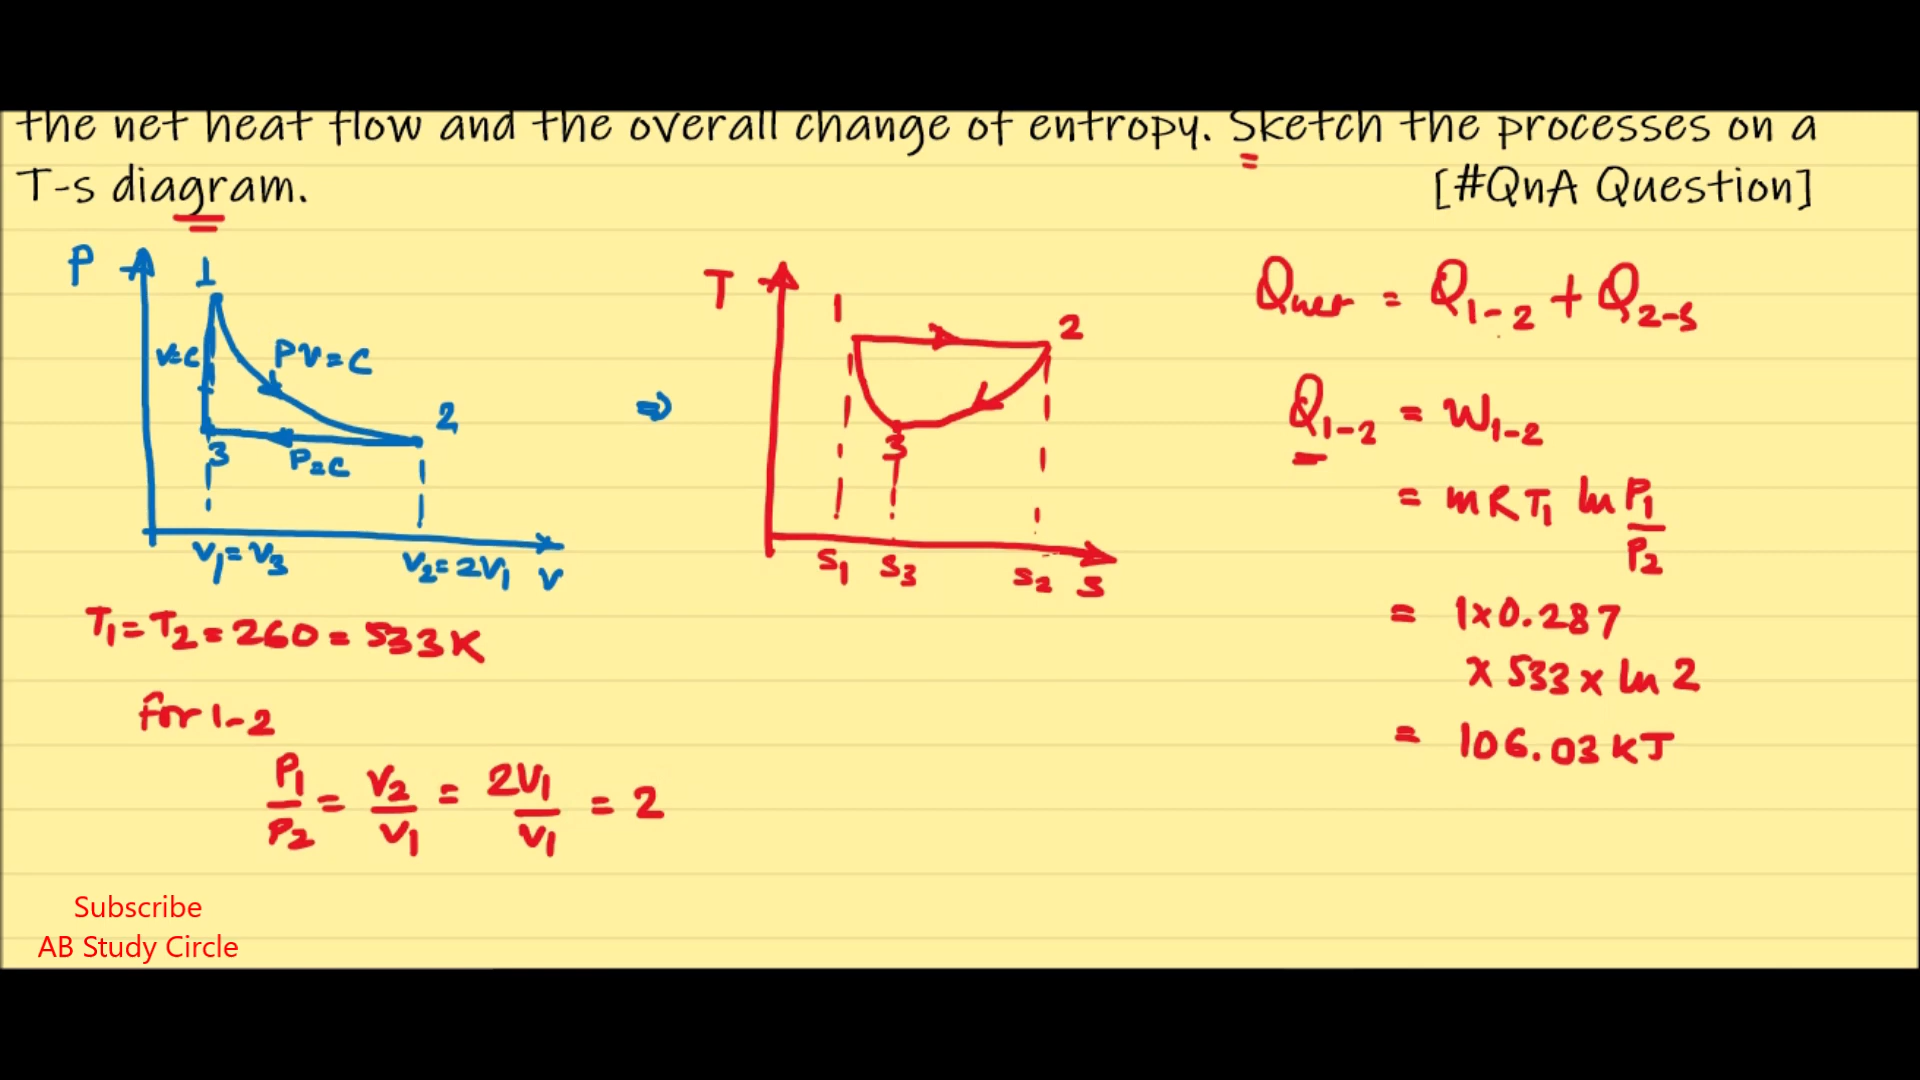 the net heat flow and the overall change of entropy. Sketch the processes on a
T-s diagram. [#QnA Question]
P
1
v=c
Pv=c
2
3
P=c
v₁=v₃
v₂=2v₁
v
⇒
T
1
2
3
s₁
s₃
s₂
s
T₁=T₂=260=533K
for 1-2
P₁/P₂ = v₂/v₁ = 2v₁/v₁ = 2
Qnet = Q₁₋₂ + Q₂₋₃
Q₁₋₂ = W₁₋₂
= mRT₁ ln P₁/P₂
= 1×0.287
× 533 × ln 2
= 106.03 KJ
Subscribe
AB Study Circle